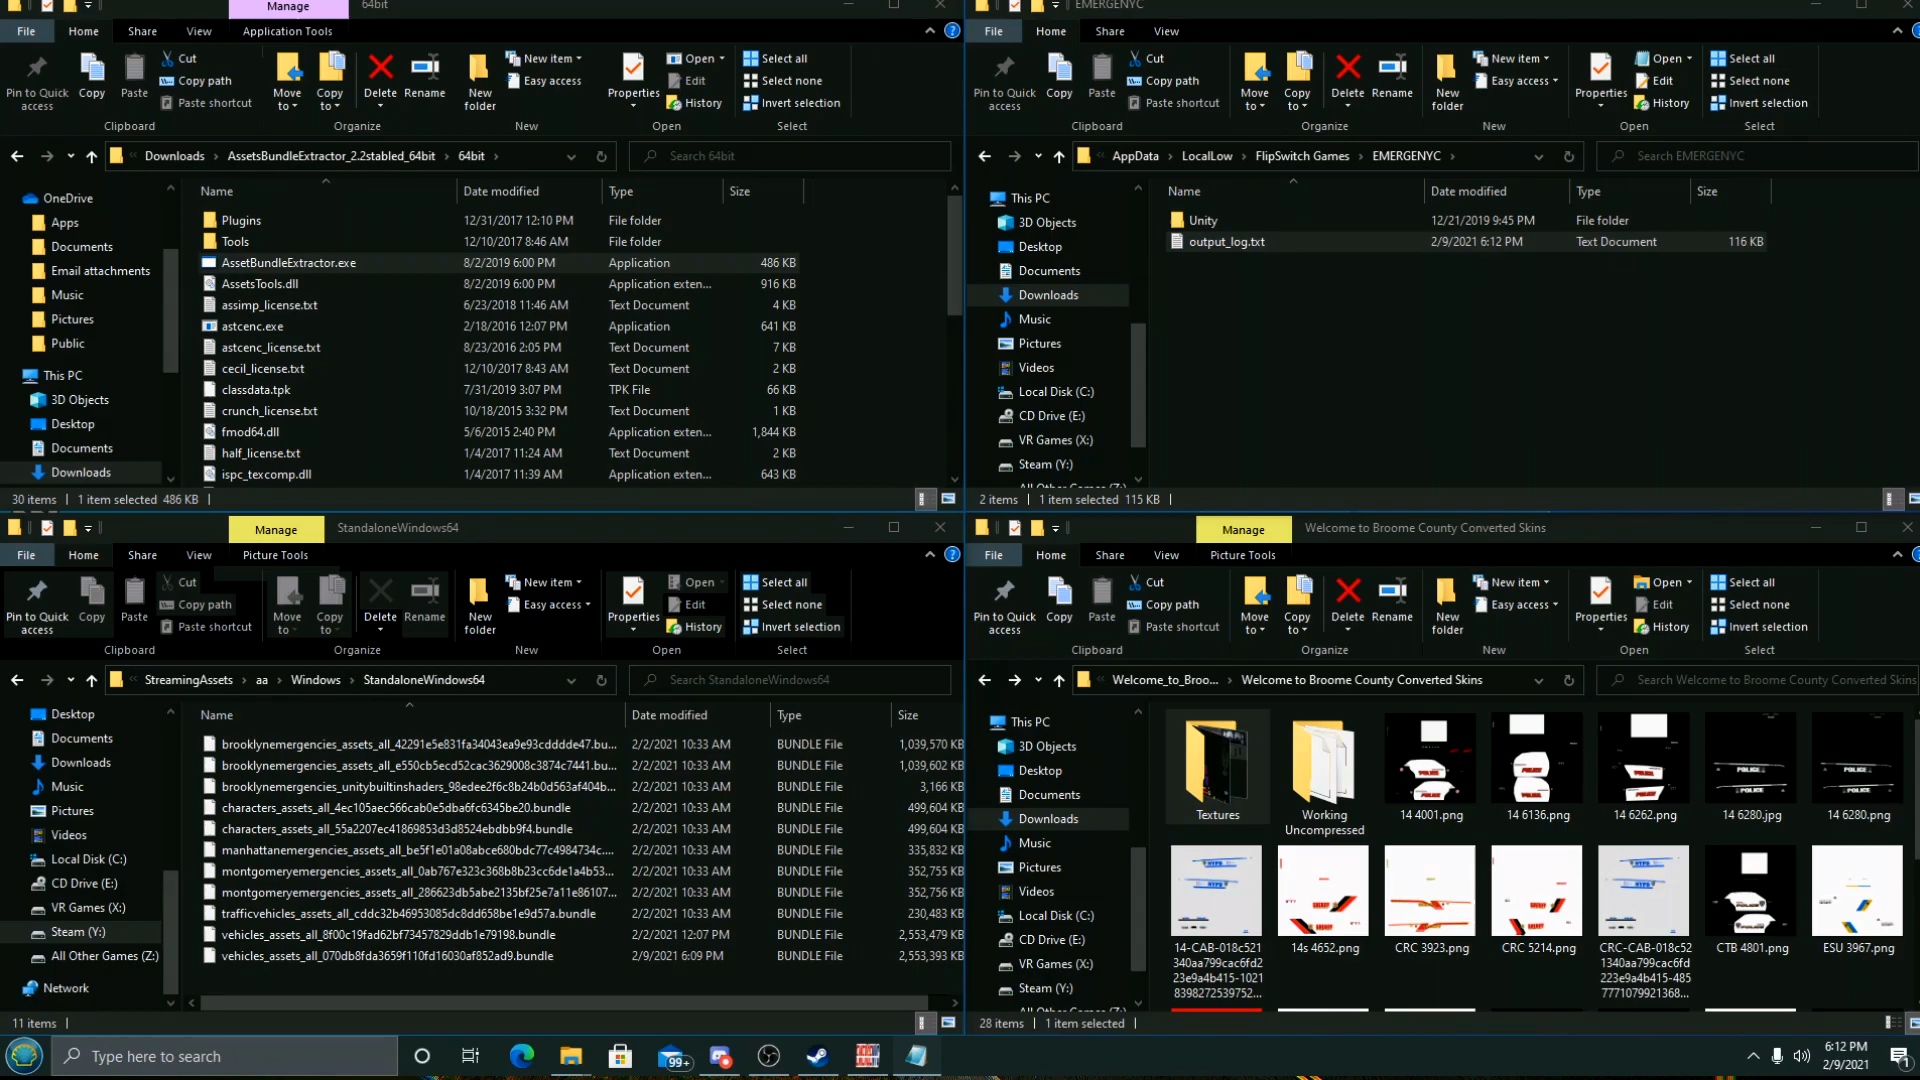 Manage
64bit
File
Home
Share
View
Application Tools
Pin to Quick access
Copy
Paste
Cut
Copy path
Paste shortcut
Clipboard
Move to
Copy to
Delete
Rename
Organize
New folder
New item
Easy access
New
Properties
Open
Edit
History
Open
Select all
Select none
Invert selection
Select
Downloads > AssetsBundleExtractor_2.2stabled_64bit > 64bit >
Search 64bit
OneDrive
Apps
Documents
Email attachments
Music
Pictures
Public
This PC
3D Objects
Desktop
Documents
Downloads
Name Date modified Type Size
Plugins 12/31/2017 12:10 PM File folder
Tools 12/10/2017 8:46 AM File folder
AssetBundleExtractor.exe 8/2/2019 6:00 PM Application 486 KB
AssetsTools.dll 8/2/2019 6:00 PM Application exten... 916 KB
assimp_license.txt 6/23/2018 11:46 AM Text Document 4 KB
astcenc.exe 2/18/2016 12:07 PM Application 641 KB
astcenc_license.txt 8/23/2016 2:05 PM Text Document 7 KB
cecil_license.txt 12/10/2017 8:43 AM Text Document 2 KB
classdata.tpk 7/31/2019 3:07 PM TPK File 66 KB
crunch_license.txt 10/18/2015 3:32 PM Text Document 1 KB
fmod64.dll 5/6/2015 2:40 PM Application exten... 1,844 KB
half_license.txt 1/4/2017 11:24 AM Text Document 2 KB
ispc_texcomp.dll 1/4/2017 11:39 AM Application exten... 643 KB
30 items 1 item selected 486 KB
EMERGENYC
File
Home
Share
View
Pin to Quick access
Copy
Paste
Cut
Copy path
Paste shortcut
Clipboard
Move to
Copy to
Delete
Rename
Organize
New folder
New item
Easy access
New
Properties
Open
Edit
History
Open
Select all
Select none
Invert selection
Select
AppData > LocalLow > FlipSwitch Games > EMERGENYC >
Search EMERGENYC
This PC
3D Objects
Desktop
Documents
Downloads
Music
Pictures
Videos
Local Disk (C:)
CD Drive (E:)
VR Games (X:)
Steam (Y:)
All Other Games (Z:)
Name Date modified Type Size
Unity 12/21/2019 9:45 PM File folder
output_log.txt 2/9/2021 6:12 PM Text Document 116 KB
2 items 1 item selected 115 KB
Manage
StandaloneWindows64
File
Home
Share
View
Picture Tools
Pin to Quick access
Copy
Paste
Cut
Copy path
Paste shortcut
Clipboard
Move to
Copy to
Delete
Rename
Organize
New folder
New item
Easy access
New
Properties
Open
Edit
History
Open
Select all
Select none
Invert selection
Select
StreamingAssets > aa > Windows > StandaloneWindows64
Search StandaloneWindows64
Desktop
Documents
Downloads
Music
Pictures
Videos
Local Disk (C:)
CD Drive (E:)
VR Games (X:)
Steam (Y:)
All Other Games (Z:)
Network
Name Date modified Type Size
brooklynemergencies_assets_all_42291e5e831fa34043ea9e93cdddde47.bu... 2/2/2021 10:33 AM BUNDLE File 1,039,570 KB
brooklynemergencies_assets_all_e550cb5ecd52cac3629008c3874c7441.bu... 2/2/2021 10:33 AM BUNDLE File 1,039,602 KB
brooklynemergencies_unitybuiltinshaders_98edee2f6c8b24b0d563af404b... 2/2/2021 10:33 AM BUNDLE File 3,166 KB
characters_assets_all_4ec105aec566cab0e5dba6fc6345be20.bundle 2/2/2021 10:33 AM BUNDLE File 499,604 KB
characters_assets_all_55a2207ec41869853d3d8524ebdbb9f4.bundle 2/2/2021 10:33 AM BUNDLE File 499,604 KB
manhattanemergencies_assets_all_be5f1e01a08abce680bdc77c4984734c.... 2/2/2021 10:33 AM BUNDLE File 335,832 KB
montgomeryemergencies_assets_all_0ab767e323c368b8b23cc6de1a4b53... 2/2/2021 10:33 AM BUNDLE File 352,755 KB
montgomeryemergencies_assets_all_286623db5abe2135bf25e7a11e86107... 2/2/2021 10:33 AM BUNDLE File 352,756 KB
trafficvehicles_assets_all_cddc32b46953085dc8dd658be1e9d57a.bundle 2/2/2021 10:33 AM BUNDLE File 230,483 KB
vehicles_assets_all_8f00c19fad62bf73457829ddb1e79198.bundle 2/2/2021 12:07 PM BUNDLE File 2,553,479 KB
vehicles_assets_all_070db8fda3659f110fd16030af852ad9.bundle 2/9/2021 6:09 PM BUNDLE File 2,553,393 KB
11 items
Manage
Welcome to Broome County Converted Skins
File
Home
Share
View
Picture Tools
Pin to Quick access
Copy
Paste
Cut
Copy path
Paste shortcut
Clipboard
Move to
Copy to
Delete
Rename
Organize
New folder
New item
Easy access
New
Properties
Open
Edit
History
Open
Select all
Select none
Invert selection
Select
Welcome_to_Broo... > Welcome to Broome County Converted Skins
Search Welcome to Broome County Converted Skins
This PC
3D Objects
Desktop
Documents
Downloads
Music
Pictures
Videos
Local Disk (C:)
CD Drive (E:)
VR Games (X:)
Steam (Y:)
Textures
Working Uncompressed
14 4001.png
14 6136.png
14 6262.png
14 6280.jpg
14 6280.png
14-CAB-018c521
340aa799cac6fd2
23e9a4b415-1021
8398272539752...
14s 4652.png
CRC 3923.png
CRC 5214.png
CRC-CAB-018c52
1340aa799cac6fd
223e9a4b415-485
7771079921368...
CTB 4801.png
ESU 3967.png
28 items 1 item selected
Type here to search
99+
6:12 PM
2/9/2021
1